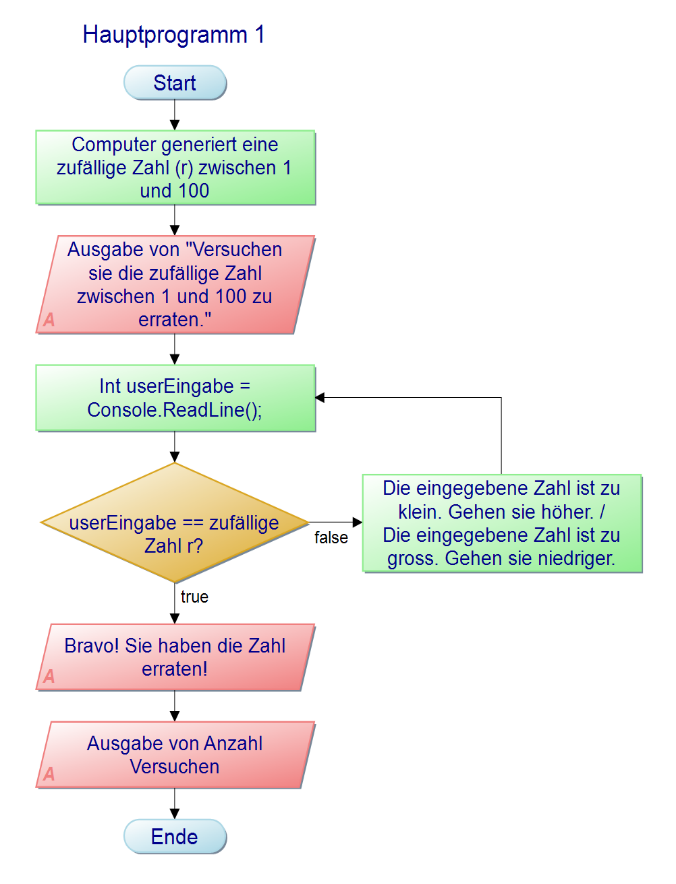 Hauptprogramm 1
Start
Computer generiert eine
zufällige Zahl (r) zwischen 1
und 100
Ausgabe von "Versuchen
sie die zufällige Zahl
zwischen 1 und 100 zu
erraten."
A
Int userEingabe =
Console.ReadLine();
userEingabe == zufällige
Zahl r?
false
Die eingegebene Zahl ist zu
klein. Gehen sie höher. /
Die eingegebene Zahl ist zu
gross. Gehen sie niedriger.
true
Bravo! Sie haben die Zahl
erraten!
A
Ausgabe von Anzahl
Versuchen
A
Ende